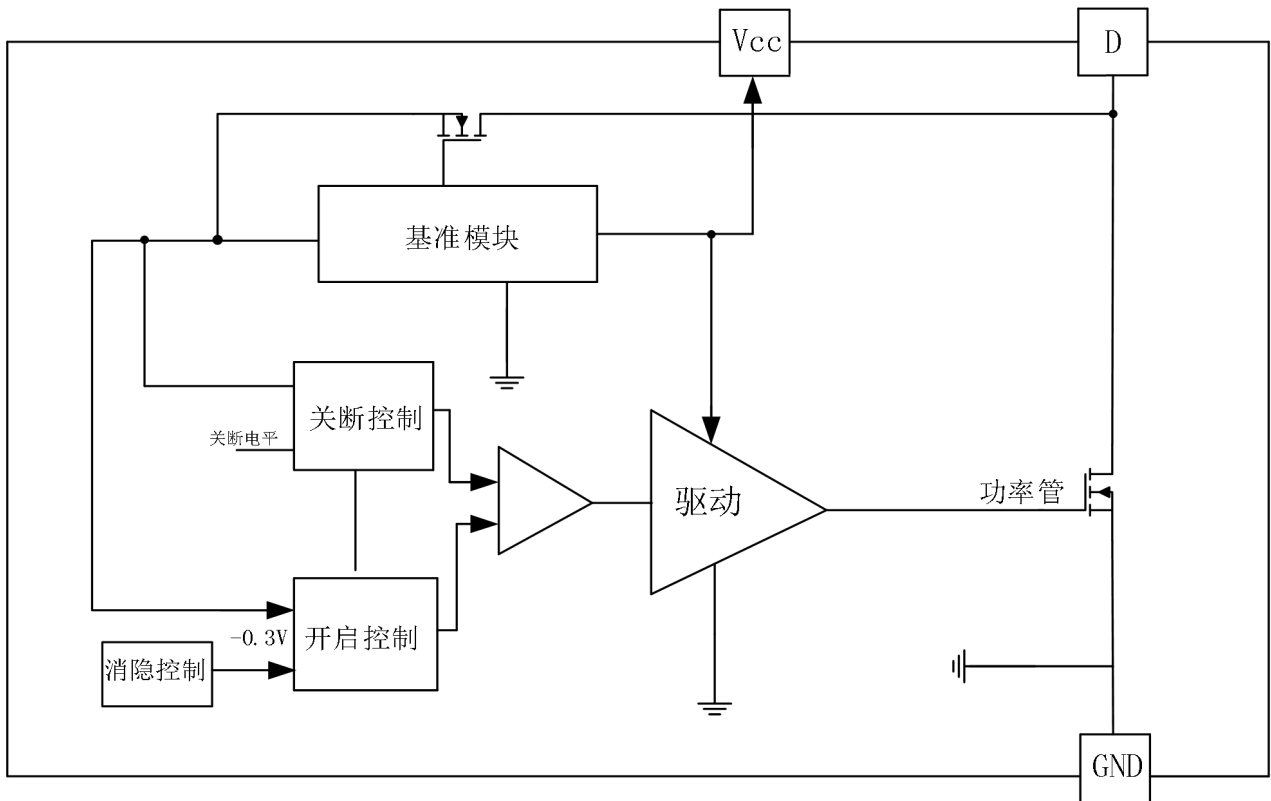 Vcc
D
基准模块
关断控制
关断电平
驱动
功率管
-0.3V
开启控制
消隐控制
GND